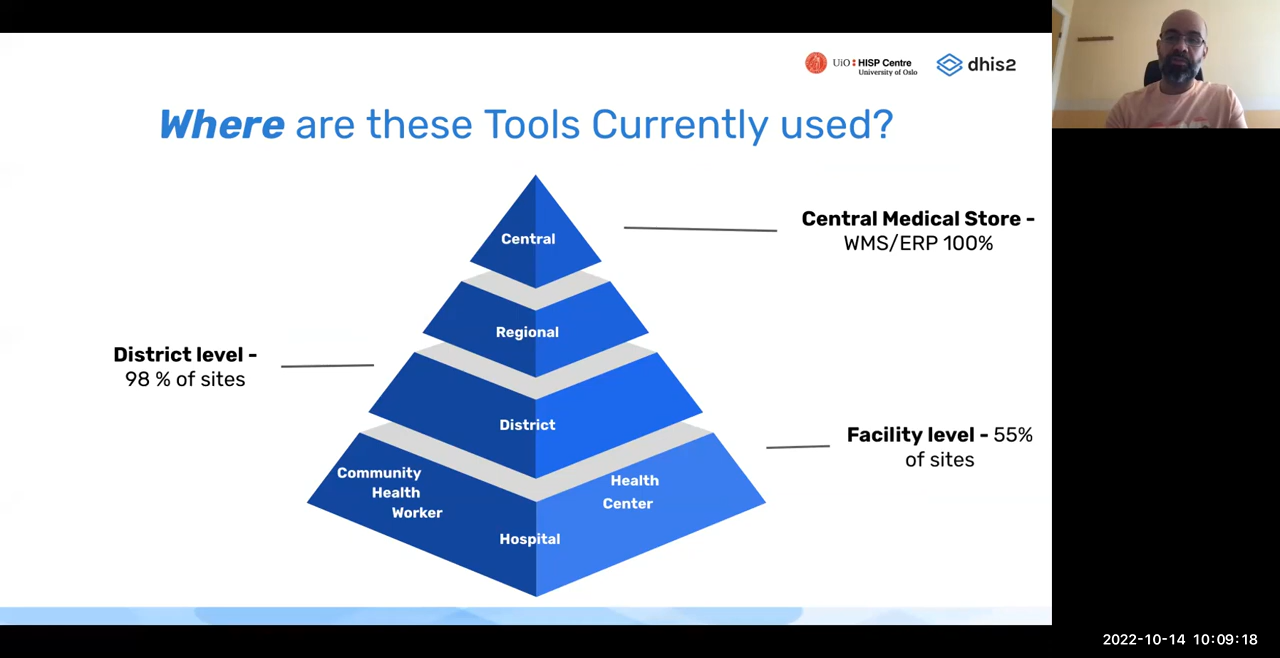 UiO HISP Centre
University of Oslo
dhis2
Where are these Tools Currently used?
Central
Central Medical Store -
WMS/ERP 100%
Regional
District level -
98 % of sites
District
Facility level - 55%
of sites
Community
Health
Worker
Health
Center
Hospital
2022-10-14 10:09:18